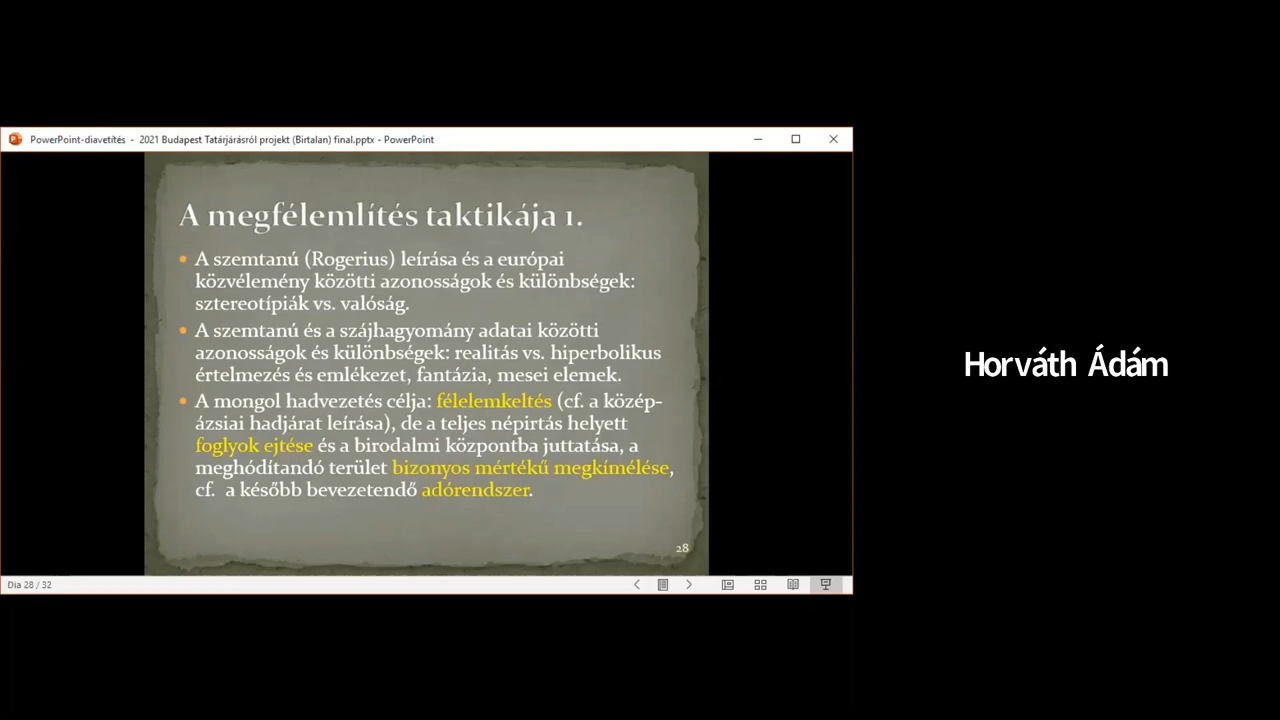 PowerPoint-diavetítés - 2021 Budapest Tatárjárásról projekt (Birtalan) final.pptx - PowerPoint
A megfélemlítés taktikája 1.
• A szemtanú (Rogerius) leírása és a európai
közvélemény közötti azonosságok és különbségek:
sztereotípiák vs. valóság.
• A szemtanú és a szájhagyomány adatai közötti
azonosságok és különbségek: realitás vs. hiperbolikus
értelmezés és emlékezet, fantázia, mesei elemek.
• A mongol hadvezetés célja: félelemkeltés (cf. a közép-
ázsiai hadjárat leírása), de a teljes népirtás helyett
foglyok ejtése és a birodalmi központba juttatása, a
meghódítandó terület bizonyos mértékű megkímélése,
cf. a később bevezetendő adórendszer.
28
Dia 28 / 32
Horváth Ádám